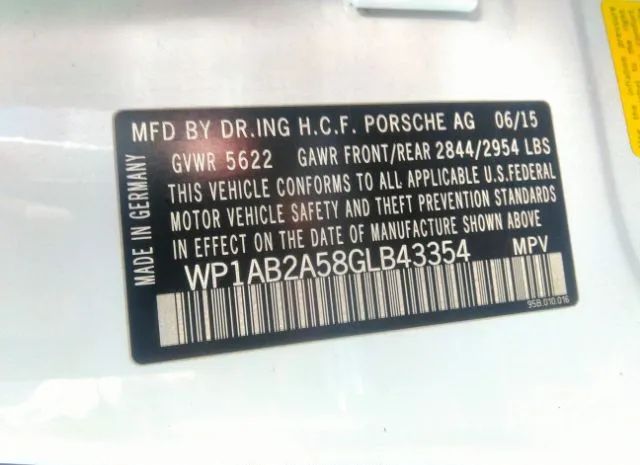 MFD BY DR.ING H.C.F. PORSCHE AG 06/15
GVWR 5622 GAWR FRONT/REAR 2844/2954 LBS
THIS VEHICLE CONFORMS TO ALL APPLICABLE U.S.FEDERAL
MOTOR VEHICLE SAFETY AND THEFT PREVENTION STANDARDS
IN EFFECT ON THE DATE OF MANUFACTURE SHOWN ABOVE
WP1AB2A58GLB43354 MPV
95B.010.016
MADE IN GERMANY